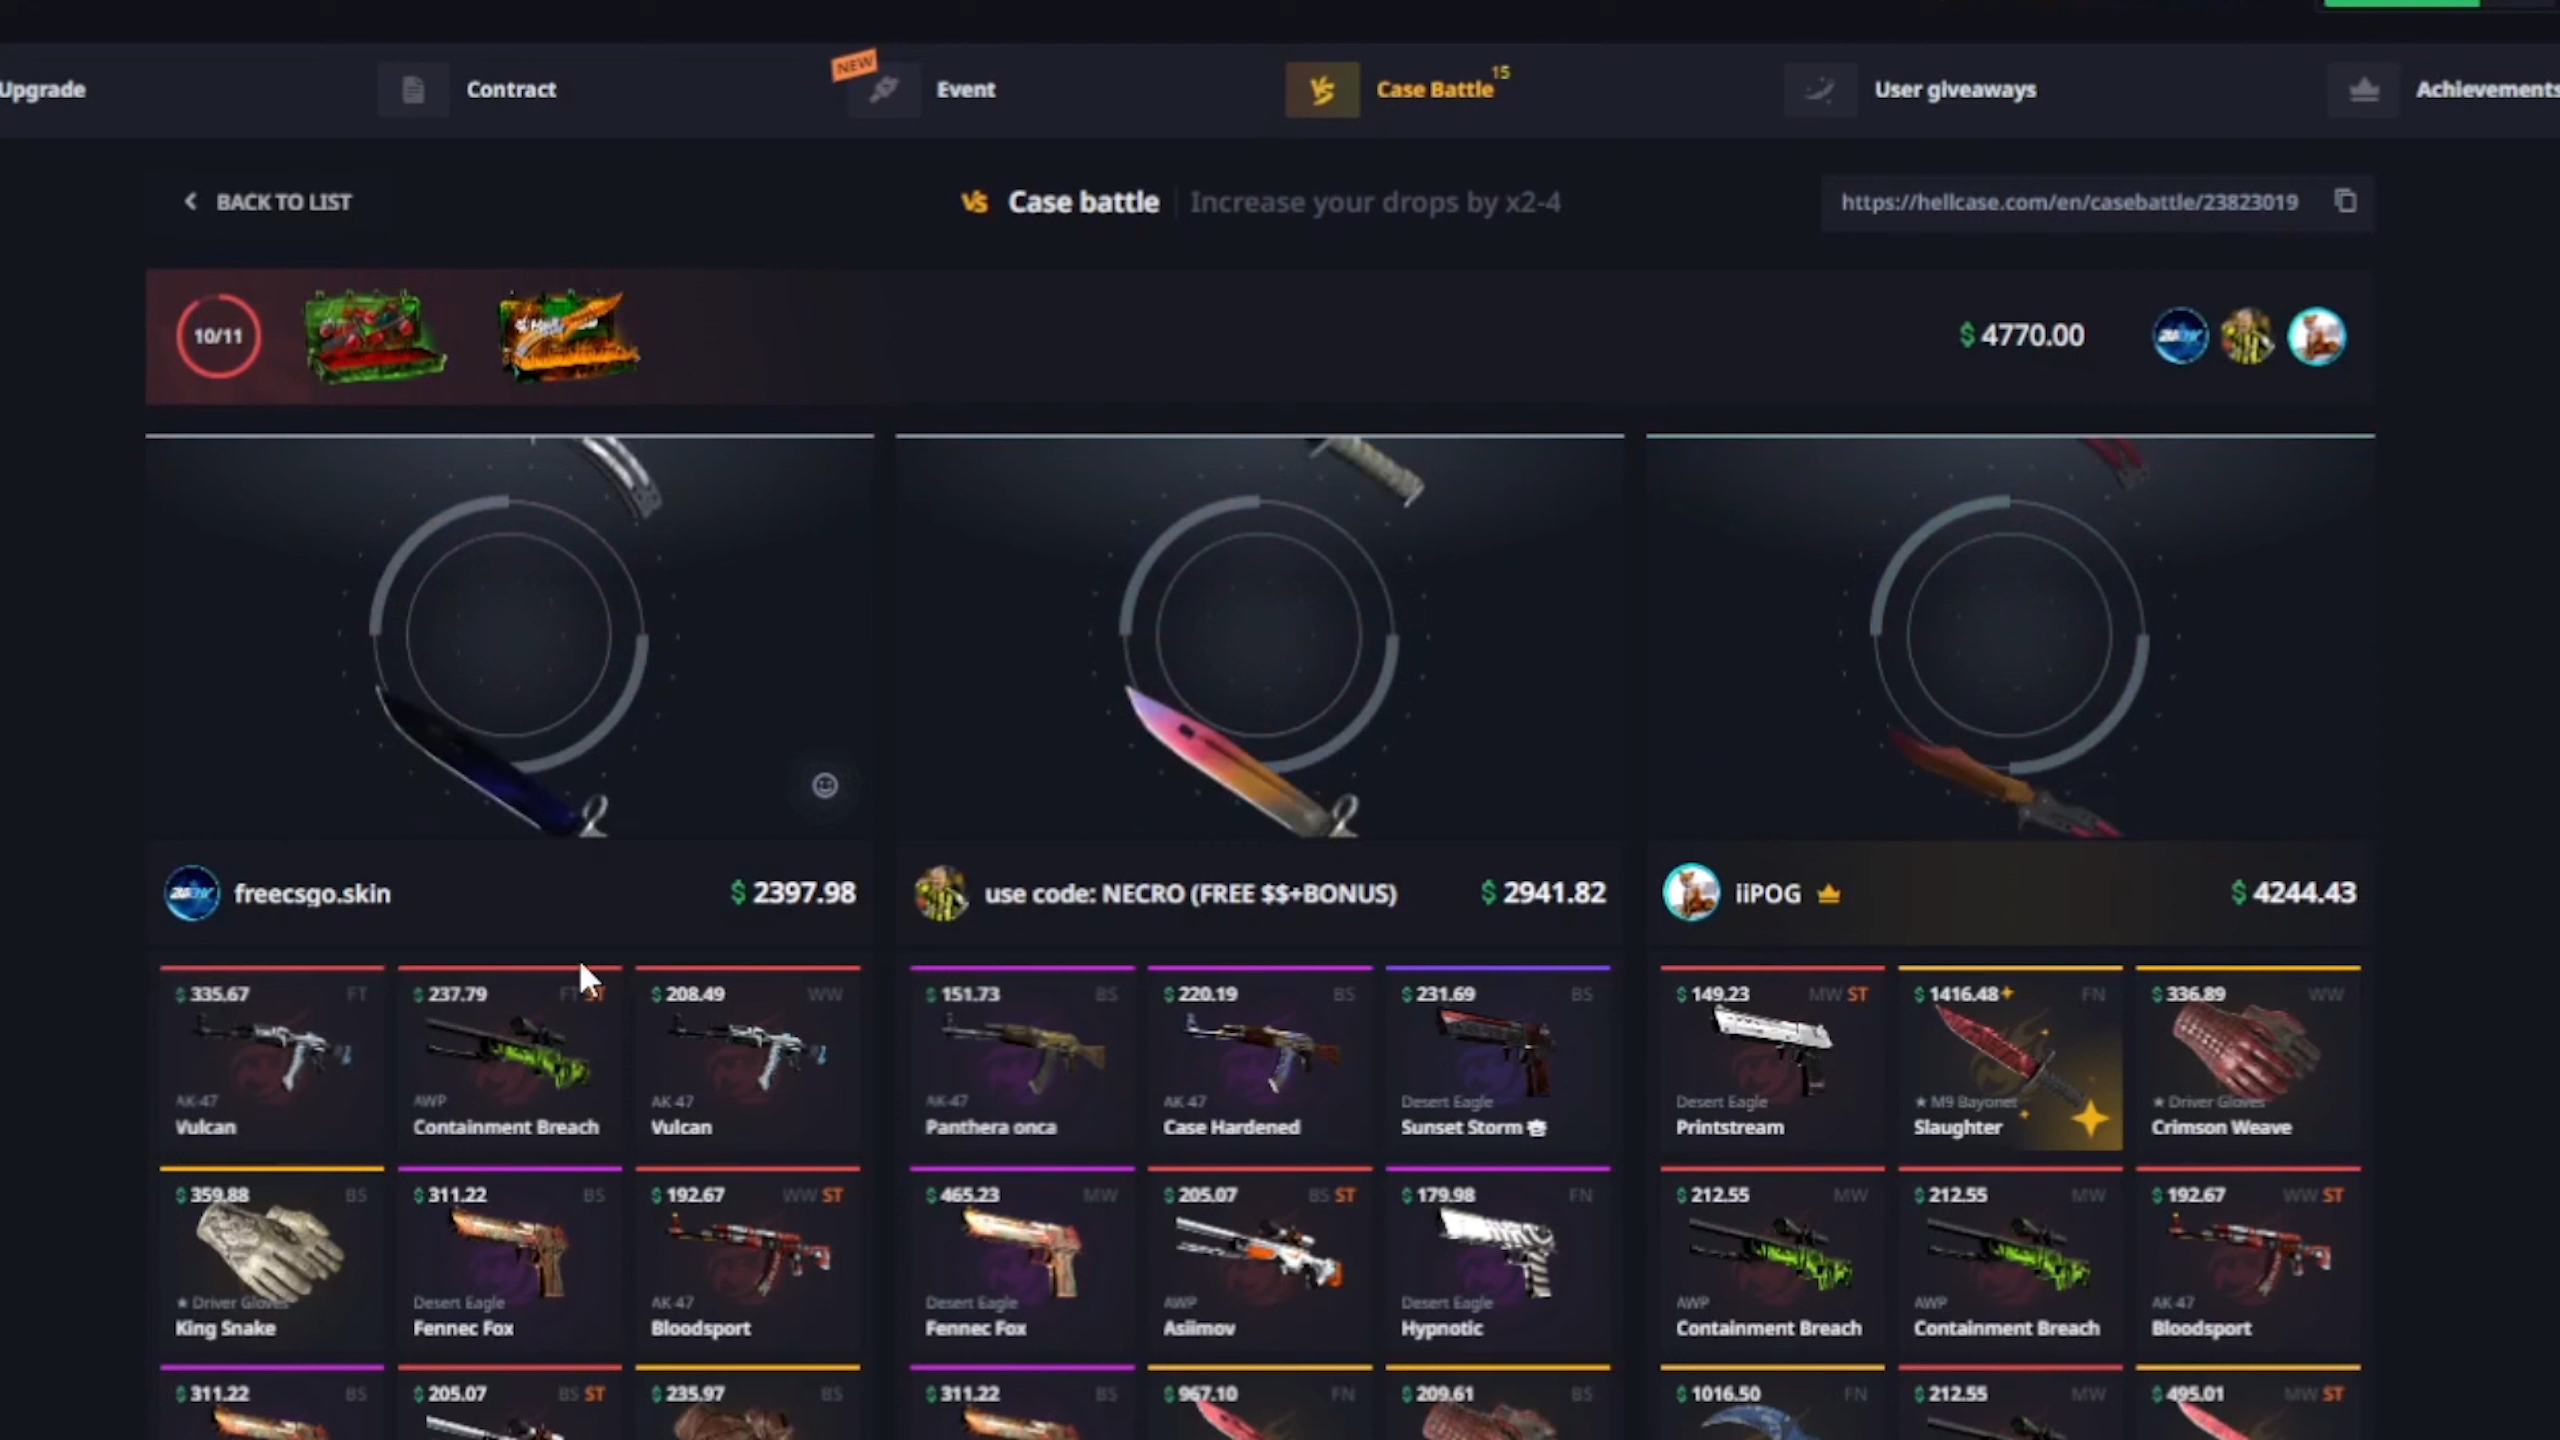 Upgrade
Contract
NEW
Event
Case Battle 15
User giveaways
Achievements
BACK TO LIST
VS Case battle Increase your drops by x2-4
https://hellcase.com/en/casebattle/23823019
10/11
$ 4770.00
freecsgo.skin $ 2397.98
use code: NECRO (FREE $$+BONUS) $ 2941.82
iiPOG $ 4244.43
$ 335.67 FT
AK-47
Vulcan
$ 237.79 FT ST
AWP
Containment Breach
$ 208.49 WW
AK 47
Vulcan
$ 151.73 BS
AK-47
Panthera onca
$ 220.19 BS
AK 47
Case Hardened
$ 231.69 BS
Desert Eagle
Sunset Storm 壱
$ 149.23 MW ST
Desert Eagle
Printstream
$ 1416.48 FN
★ M9 Bayonet
Slaughter
$ 336.89 WW
★ Driver Gloves
Crimson Weave
$ 359.88 BS
★ Driver Gloves
King Snake
$ 311.22 BS
Desert Eagle
Fennec Fox
$ 192.67 WW ST
AK 47
Bloodsport
$ 465.23 MW
Desert Eagle
Fennec Fox
$ 205.07 BS ST
AWP
Asiimov
$ 179.98 FN
Desert Eagle
Hypnotic
$ 212.55 MW
AWP
Containment Breach
$ 212.55 MW
AWP
Containment Breach
$ 192.67 WW ST
AK-47
Bloodsport
$ 311.22 BS
$ 205.07 BS ST
$ 235.97 BS
$ 311.22 BS
$ 967.10 FN
$ 209.61 BS
$ 1016.50 FN
$ 212.55 MW
$ 495.01 MW ST